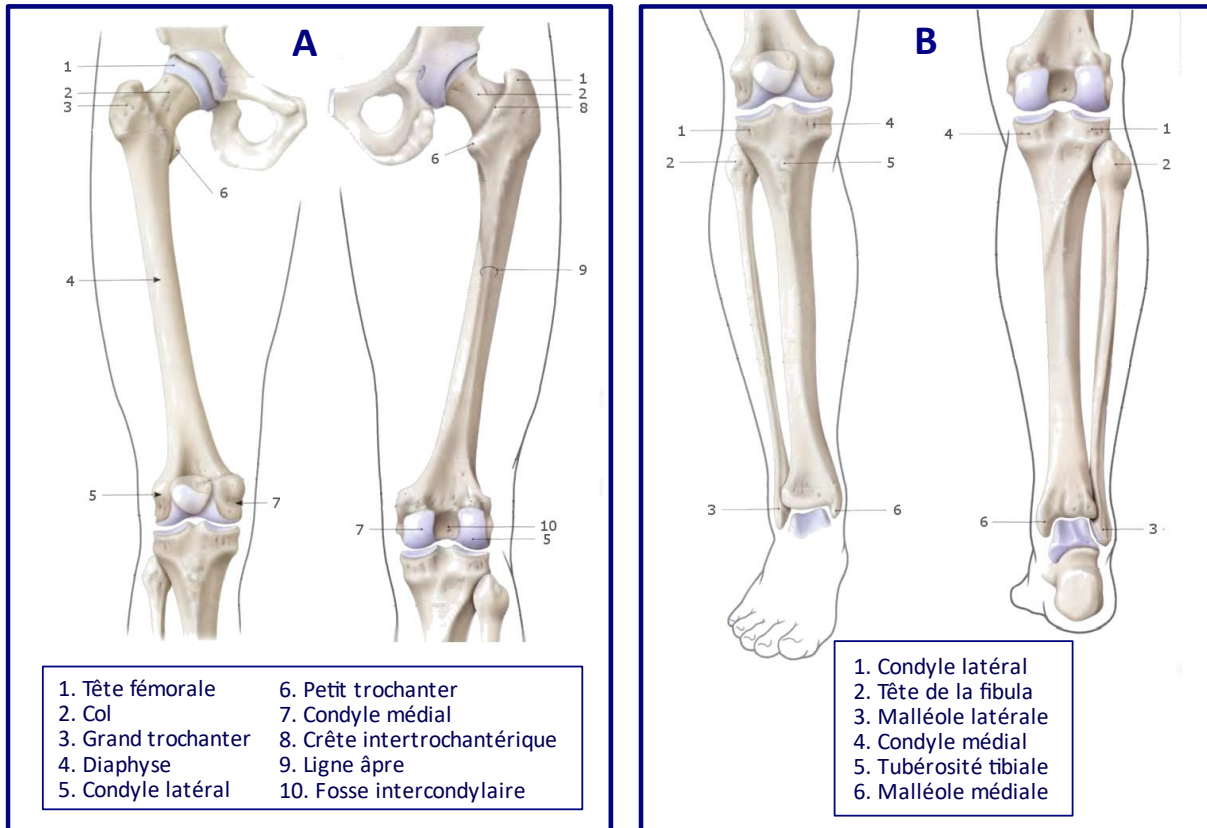 A
1
2
3
6
4
5
7
1
2
8
6
9
7
10
5
1. Tête fémorale
2. Col
3. Grand trochanter
4. Diaphyse
5. Condyle latéral
6. Petit trochanter
7. Condyle médial
8. Crête intertrochantérique
9. Ligne âpre
10. Fosse intercondylaire
B
1
4
2
5
3
6
4
1
2
6
3
1. Condyle latéral
2. Tête de la fibula
3. Malléole latérale
4. Condyle médial
5. Tubérosité tibiale
6. Malléole médiale